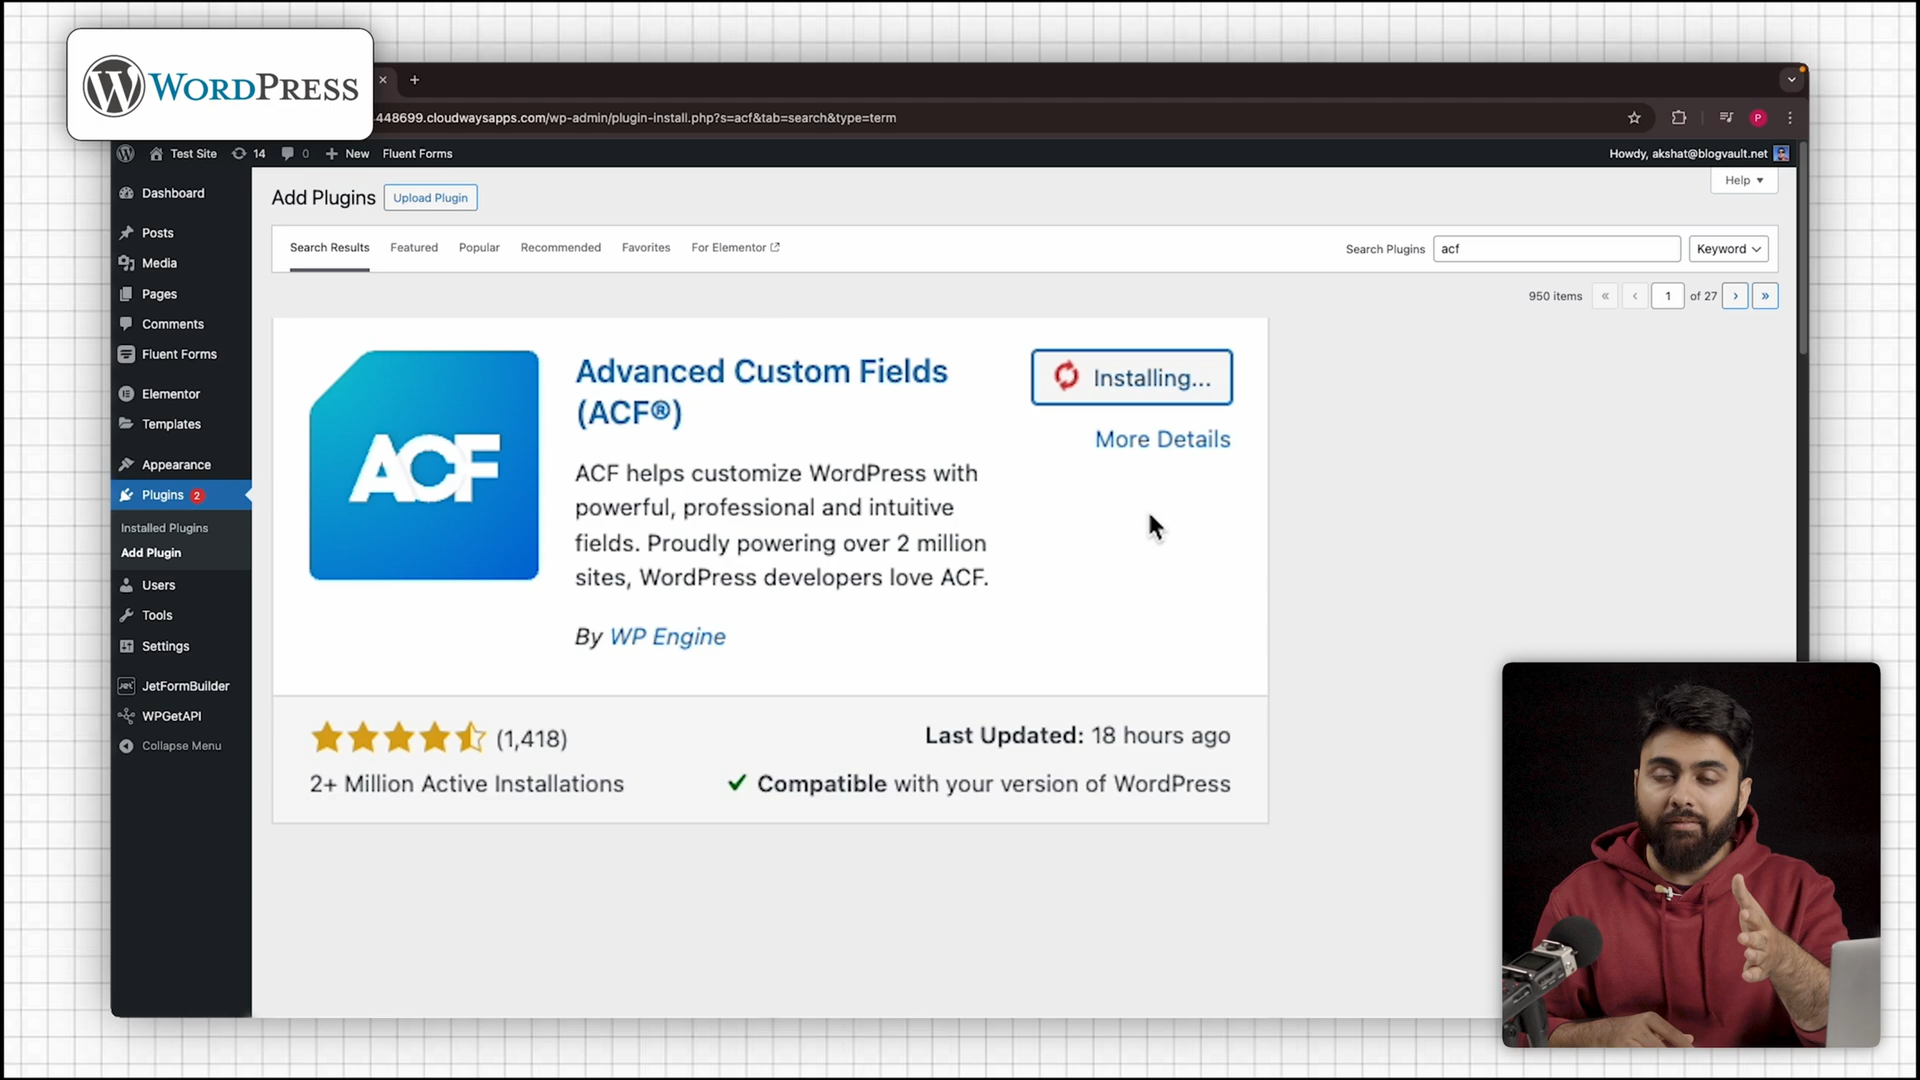 WORDPRESS
448699.cloudwaysapps.com/wp-admin/plugin-install.php?s=acf&tab=search&type=term
P
Test Site
14
0
New
Fluent Forms
Howdy, akshat@blogvault.net
Dashboard
Posts
Media
Pages
Comments
Fluent Forms
Elementor
Templates
Appearance
Plugins 2
Installed Plugins
Add Plugin
Users
Tools
Settings
JetFormBuilder
WPGetAPI
Collapse Menu
Add Plugins
Upload Plugin
Help
Search Results
Featured
Popular
Recommended
Favorites
For Elementor
Search Plugins
acf
Keyword
950 items
«
‹
1
of 27
›
»
ACF
Advanced Custom Fields
(ACF®)
Installing...
More Details
ACF helps customize WordPress with
powerful, professional and intuitive
fields. Proudly powering over 2 million
sites, WordPress developers love ACF.
By WP Engine
(1,418)
Last Updated: 18 hours ago
2+ Million Active Installations
Compatible with your version of WordPress